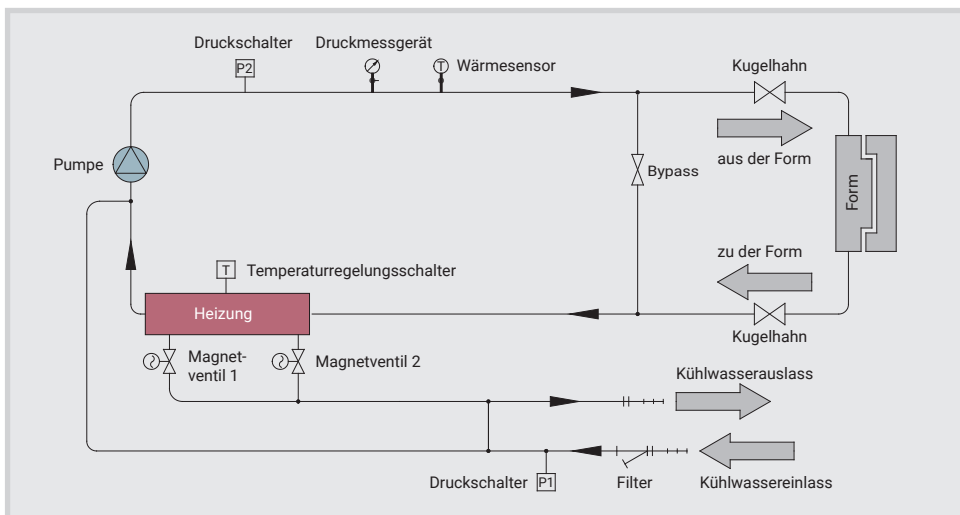 Druckschalter
Druckmessgerät
P2
T
Wärmesensor
Kugelhahn
aus der Form
Pumpe
Bypass
Form
zu der Form
T
Temperaturregelungsschalter
Heizung
Kugelhahn
Magnet-
ventil 1
Magnetventil 2
Kühlwasserauslass
Druckschalter
P1
Filter
Kühlwassereinlass